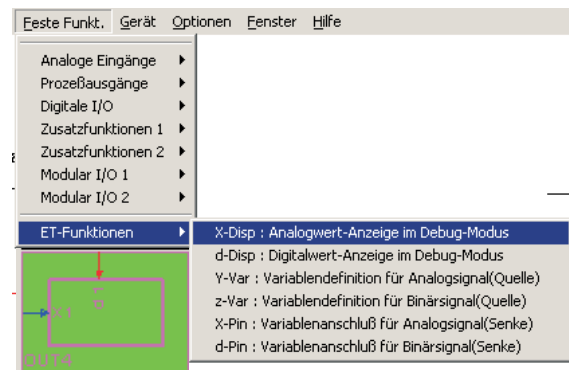 Feste Funkt. Gerät Optionen Fenster Hilfe
Analoge Eingänge
Prozeßausgänge
Digitale I/O
Zusatzfunktionen 1
Zusatzfunktionen 2
Modular I/O 1
Modular I/O 2
ET-Funktionen
X-Disp : Analogwert-Anzeige im Debug-Modus
d-Disp : Digitalwert-Anzeige im Debug-Modus
Y-Var : Variablendefinition für Analogsignal(Quelle)
z-Var : Variablendefinition für Binärsignal(Quelle)
X-Pin : Variablenanschluß für Analogsignal(Senke)
d-Pin : Variablenanschluß für Binärsignal(Senke)
d1
X1
OUT4